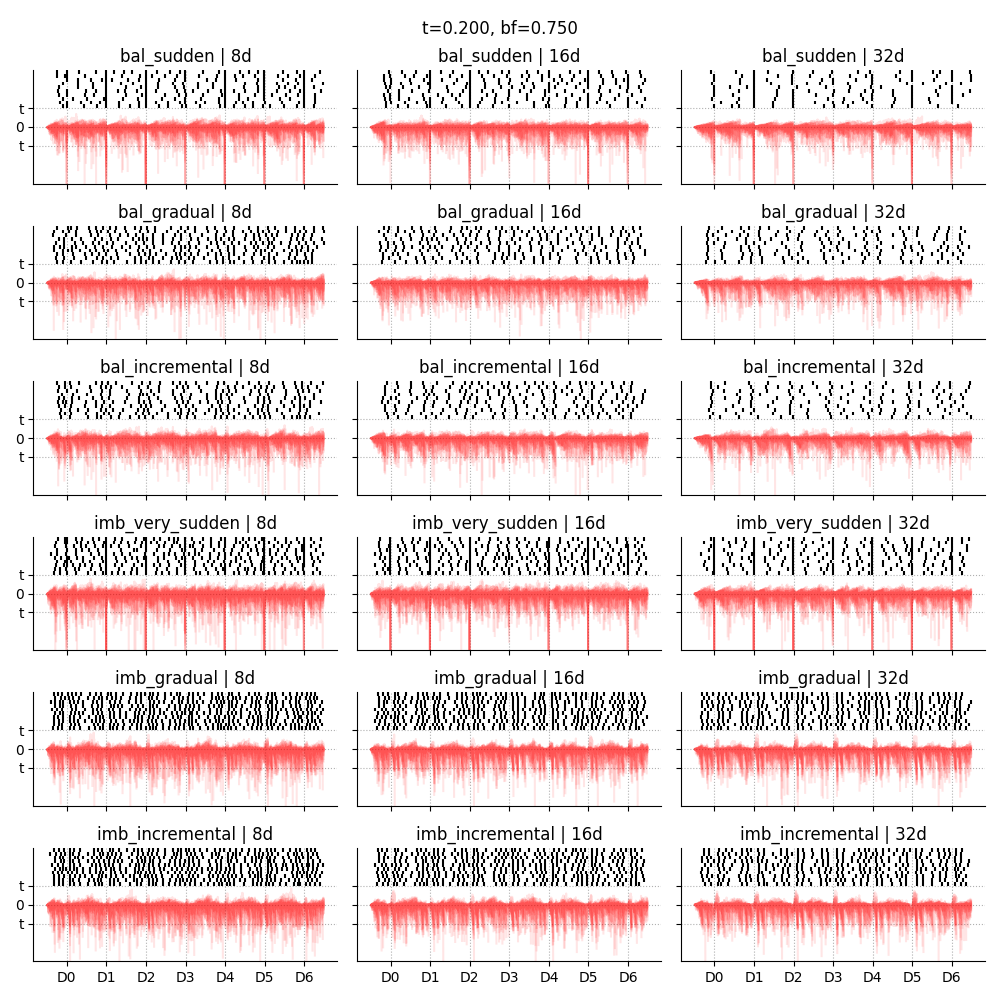 t=0.200, bf=0.750
bal_sudden | 8d
bal_sudden | 16d
bal_sudden | 32d
t
0
t
bal_gradual | 8d
bal_gradual | 16d
bal_gradual | 32d
t
0
t
bal_incremental | 8d
bal_incremental | 16d
bal_incremental | 32d
t
0
t
imb_very_sudden | 8d
imb_very_sudden | 16d
imb_very_sudden | 32d
t
0
t
imb_gradual | 8d
imb_gradual | 16d
imb_gradual | 32d
t
0
t
imb_incremental | 8d
imb_incremental | 16d
imb_incremental | 32d
t
0
t
D0 D1 D2 D3 D4 D5 D6
D0 D1 D2 D3 D4 D5 D6
D0 D1 D2 D3 D4 D5 D6